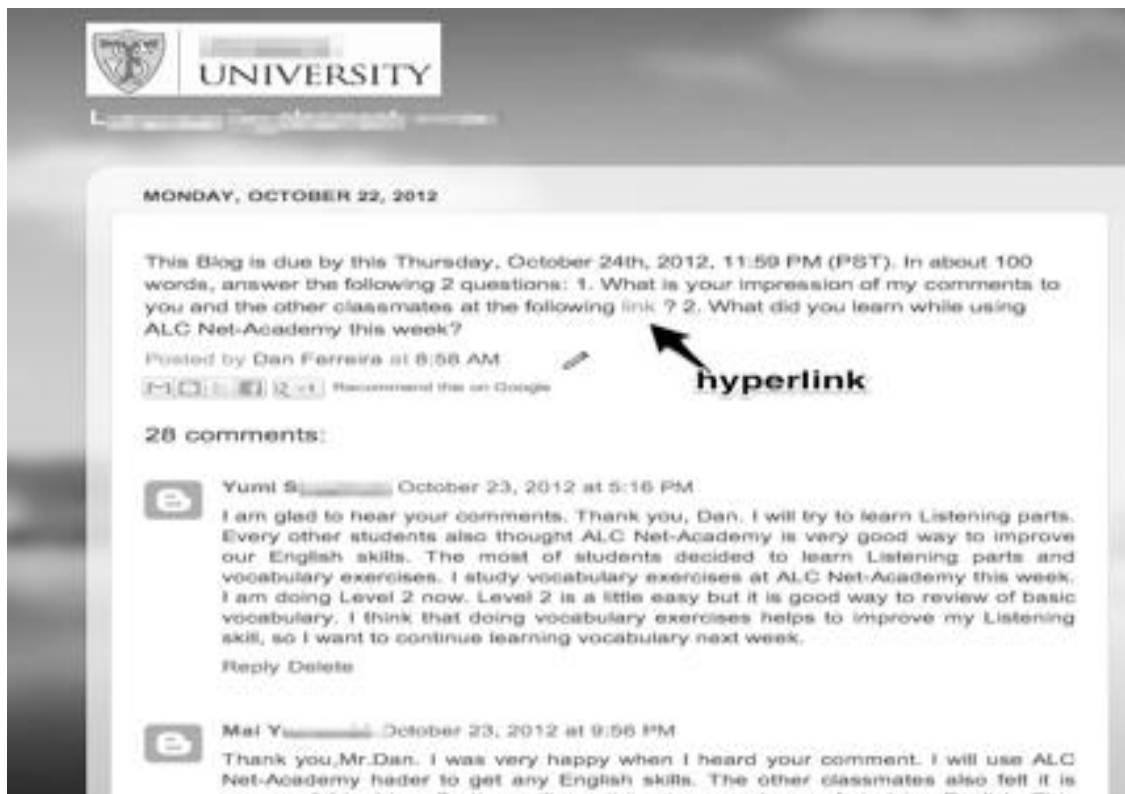 UNIVERSITY
MONDAY, OCTOBER 22, 2012
This Blog is due by this Thursday, October 24th, 2012, 11:59 PM (PST). In about 100
words, answer the following 2 questions: 1. What is your impression of my comments to
you and the other classmates at the following link ? 2. What did you learn while using
ALC Net-Academy this week?
Posted by Dan Ferreira at 8:58 AM
hyperlink
Recommend this on Google
28 comments:
Yumi S October 23, 2012 at 5:16 PM
I am glad to hear your comments. Thank you, Dan. I will try to learn Listening parts.
Every other students also thought ALC Net-Academy is very good way to improve
our English skills. The most of students decided to learn Listening parts and
vocabulary exercises. I study vocabulary exercises at ALC Net-Academy this week.
I am doing Level 2 now. Level 2 is a little easy but it is good way to review of basic
vocabulary. I think that doing vocabulary exercises helps to improve my Listening
skill, so I want to continue learning vocabulary next week.
Reply Delete
Mai Y October 23, 2012 at 9:56 PM
Thank you,Mr.Dan. I was very happy when I heard your comment. I will use ALC
Net-Academy hader to get any English skills. The other classmates also felt it is